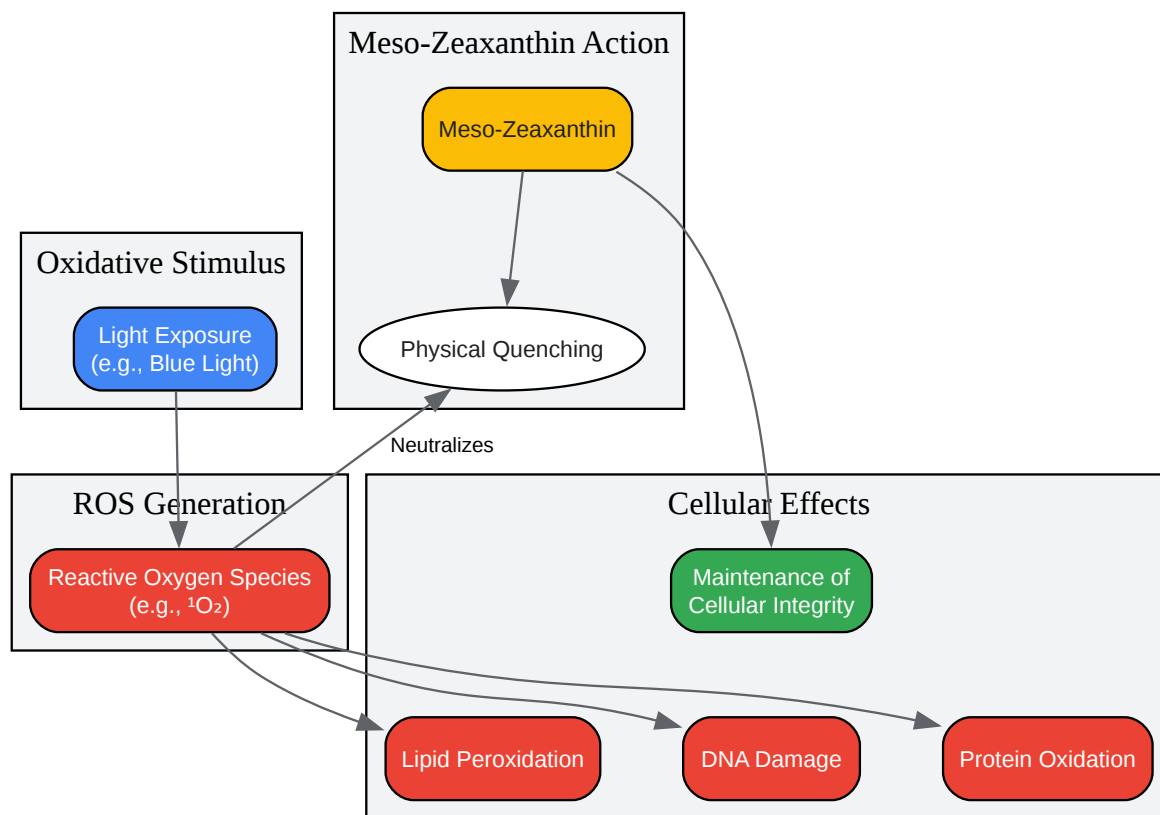 Meso-Zeaxanthin Action
Meso-Zeaxanthin
Oxidative Stimulus
Light Exposure
(e.g., Blue Light)
Physical Quenching
Neutralizes
ROS Generation
Reactive Oxygen Species
(e.g., ¹O₂)
Cellular Effects
Maintenance of
Cellular Integrity
Lipid Peroxidation
DNA Damage
Protein Oxidation